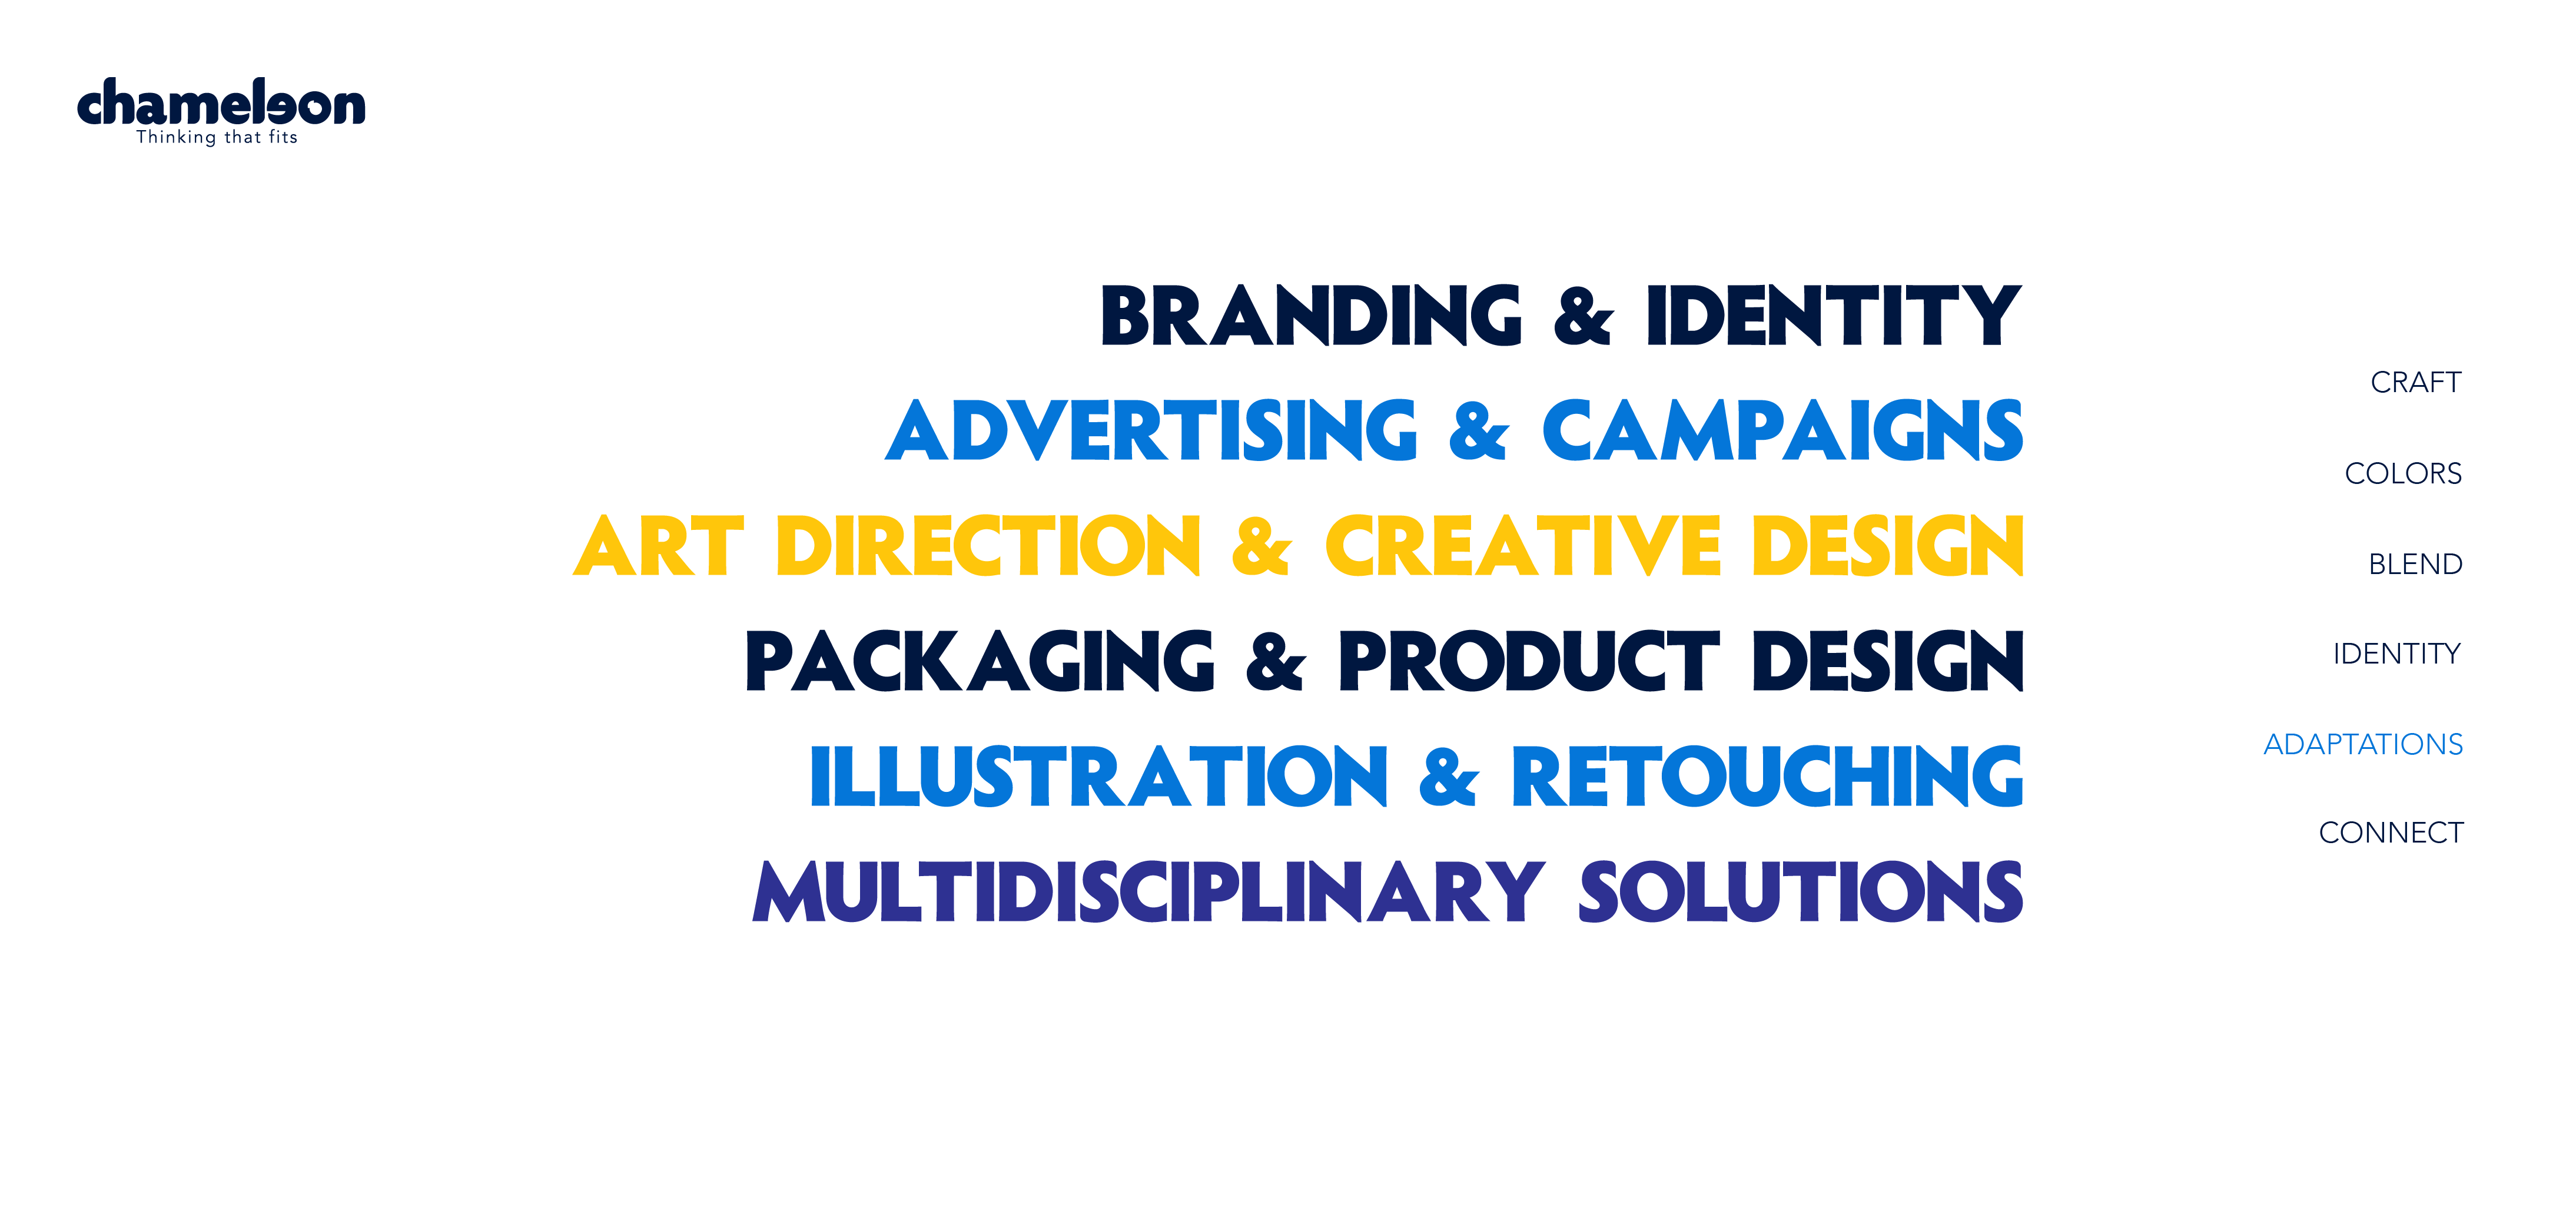 chameleon
Thinking that fits
BRANDING & IDENTITY
ADVERTISING & CAMPAIGNS
ART DIRECTION & CREATIVE DESIGN
PACKAGING & PRODUCT DESIGN
ILLUSTRATION & RETOUCHING
MULTIDISCIPLINARY SOLUTIONS
CRAFT
COLORS
BLEND
IDENTITY
ADAPTATIONS
CONNECT